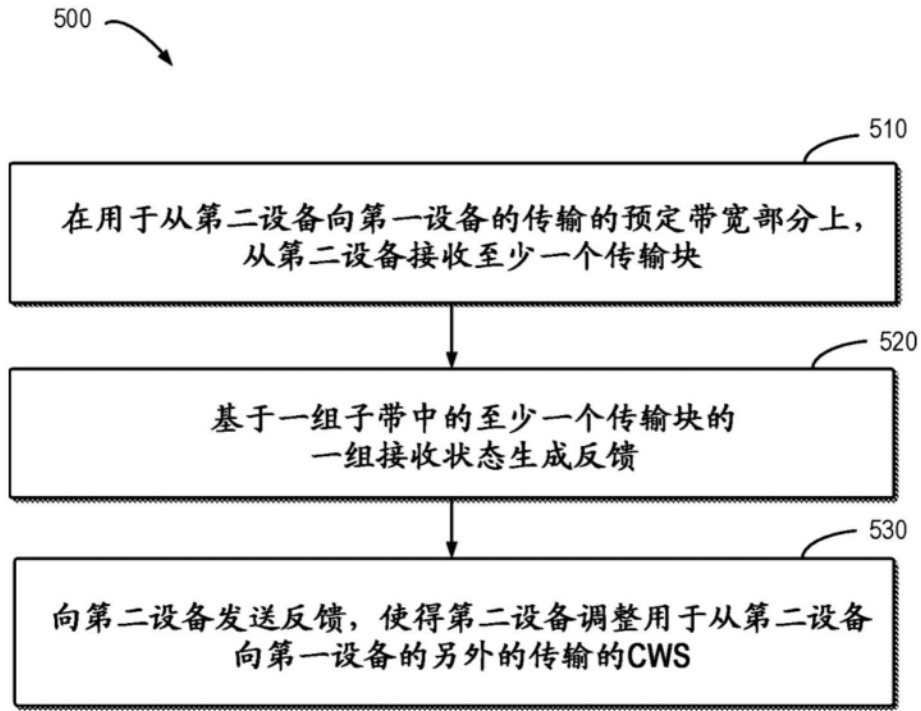 500
510
在用于从第二设备向第一设备的传输的预定带宽部分上，
从第二设备接收至少一个传输块
520
基于一组子带中的至少一个传输块的
一组接收状态生成反馈
530
向第二设备发送反馈，使得第二设备调整用于从第二设备
向第一设备的另外的传输的CWS